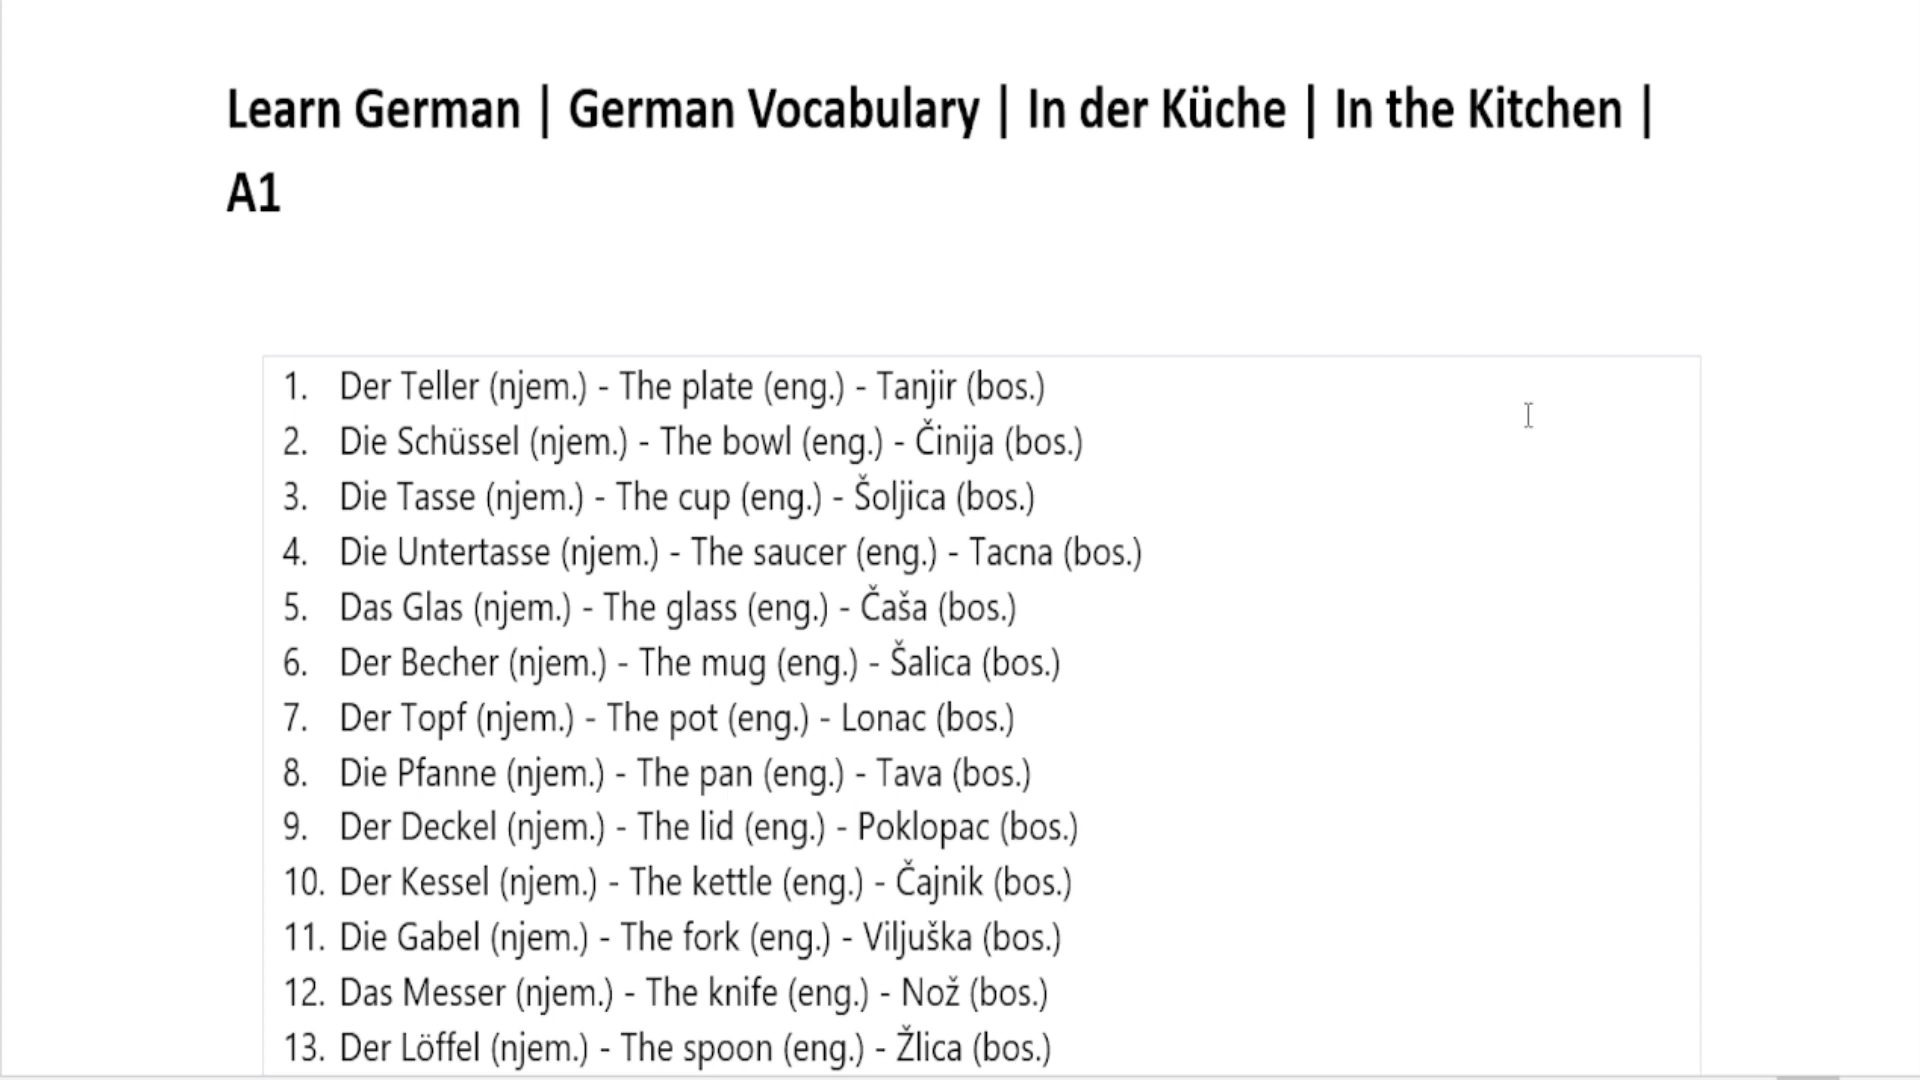 Learn German | German Vocabulary | In der Küche | In the Kitchen |
A1
1. Der Teller (njem.) - The plate (eng.) - Tanjir (bos.)
2. Die Schüssel (njem.) - The bowl (eng.) - Činija (bos.)
3. Die Tasse (njem.) - The cup (eng.) - Šoljica (bos.)
4. Die Untertasse (njem.) - The saucer (eng.) - Tacna (bos.)
5. Das Glas (njem.) - The glass (eng.) - Čaša (bos.)
6. Der Becher (njem.) - The mug (eng.) - Šalica (bos.)
7. Der Topf (njem.) - The pot (eng.) - Lonac (bos.)
8. Die Pfanne (njem.) - The pan (eng.) - Tava (bos.)
9. Der Deckel (njem.) - The lid (eng.) - Poklopac (bos.)
10. Der Kessel (njem.) - The kettle (eng.) - Čajnik (bos.)
11. Die Gabel (njem.) - The fork (eng.) - Viljuška (bos.)
12. Das Messer (njem.) - The knife (eng.) - Nož (bos.)
13. Der Löffel (njem.) - The spoon (eng.) - Žlica (bos.)